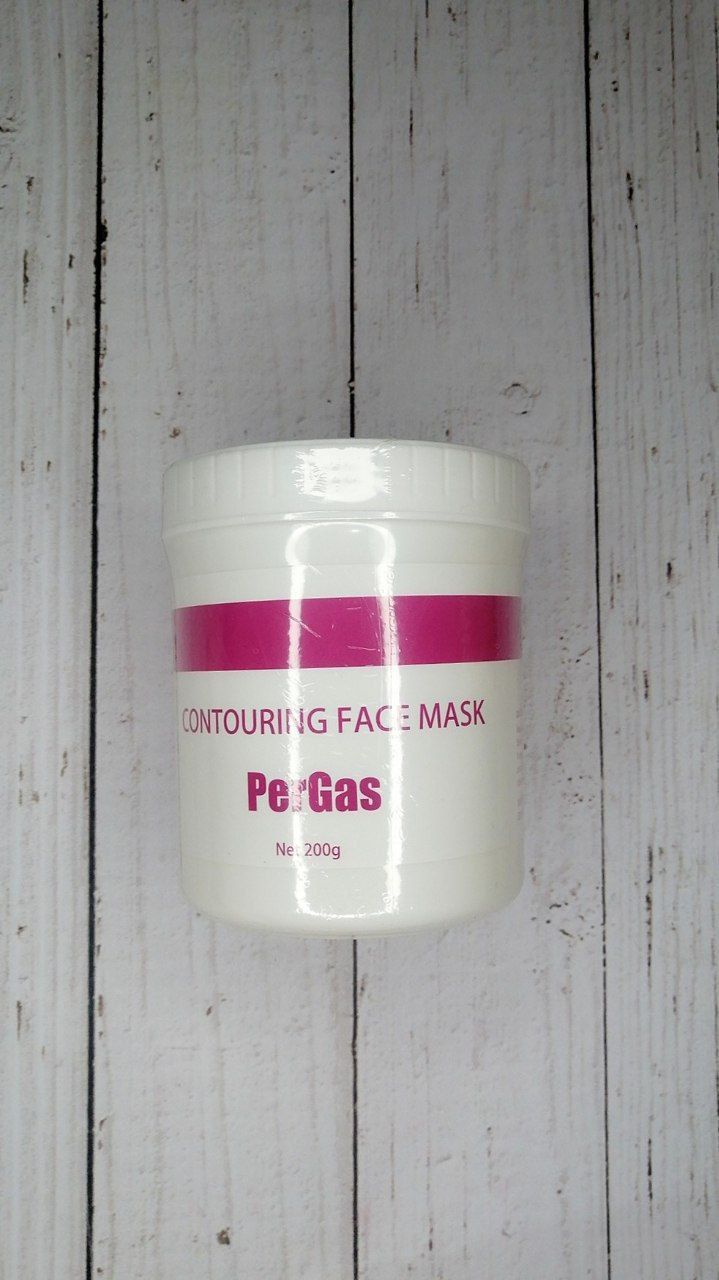 CONTOURING FACE MASK
PerGas
Net 200g